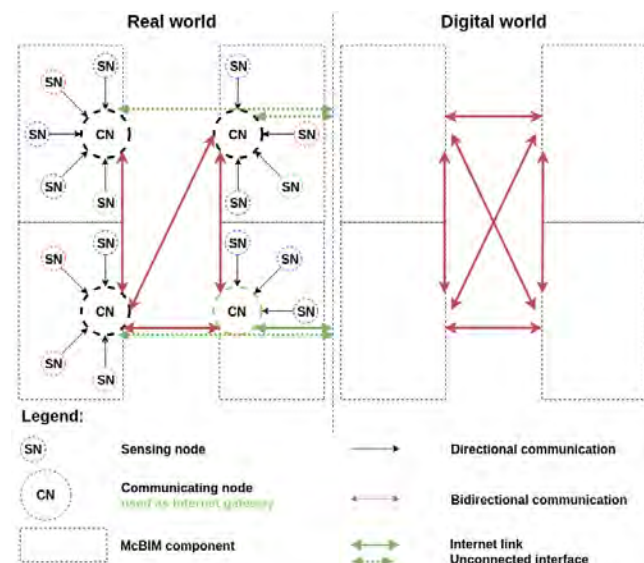 Real world
Digital world
SN
SN
SN
SN
SN
CN
SN
SN
SN
SN
SN
CN
SN
SN
SN
SN
SN
CN
SN
SN
SN
CN
Legend:
SN
Sensing node
Directional communication
CN
Communicating node
used as Internet gateway
Bidirectional communication
McBIM component
Internet link
Unconnected interface